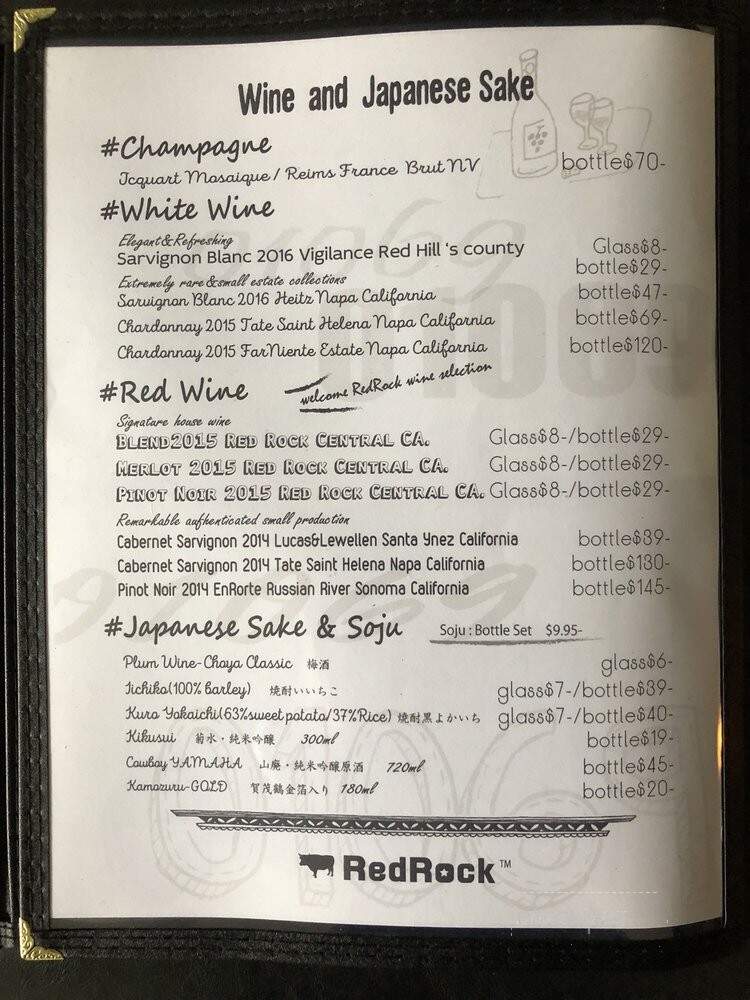 Wine and Japanese Sake
#Champagne
Jcquart Mosaique / Reims France Brut NV bottle$70-
#White Wine
Elegant&Refreshing
Sarvignon Blanc 2016 Vigilance Red Hill 's county Glass$8-
bottle$29-
Extremely rare & small estate collections
Sarvignon Blanc 2016 Heitz Napa California bottle$47-
Chardonnay 2015 Tate Saint Helena Napa California bottle$69-
Chardonnay 2015 FarNiente Estate Napa California bottle$120-
#Red Wine
welcome RedRock wine selection
Signature house wine
Blend2015 Red Rock Central CA. Glass$8-/bottle$29-
Merlot 2015 Red Rock Central CA. Glass$8-/bottle$29-
Pinot Noir 2015 Red Rock Central CA. Glass$8-/bottle$29-
Remarkable aufhenticated small production
Cabernet Sarvignon 2014 Lucas&Lewellen Santa Ynez California bottle$39-
Cabernet Sarvignon 2014 Tate Saint Helena Napa California bottle$130-
Pinot Noir 2014 EnRorte Russian River Sonoma California bottle$145-
#Japanese Sake & Soju Soju : Bottle Set $9.95-
Plum Wine-Choya Classic 梅酒 glass$6-
Iichiko(100% barley) 焼酎いいちこ glass$7-/bottle$39-
Kuro Yokaichi(63%sweet potato/37%Rice) 焼酎黒よかいち glass$7-/bottle$40-
Kikusui 菊水・純米吟醸 300ml bottle$19-
Cowboy YAMAHA 山廃・純米吟醸原酒 720ml bottle$45-
Kamozuru-GOLD 賀茂鶴金箔入り 180ml bottle$20-
RedRock™